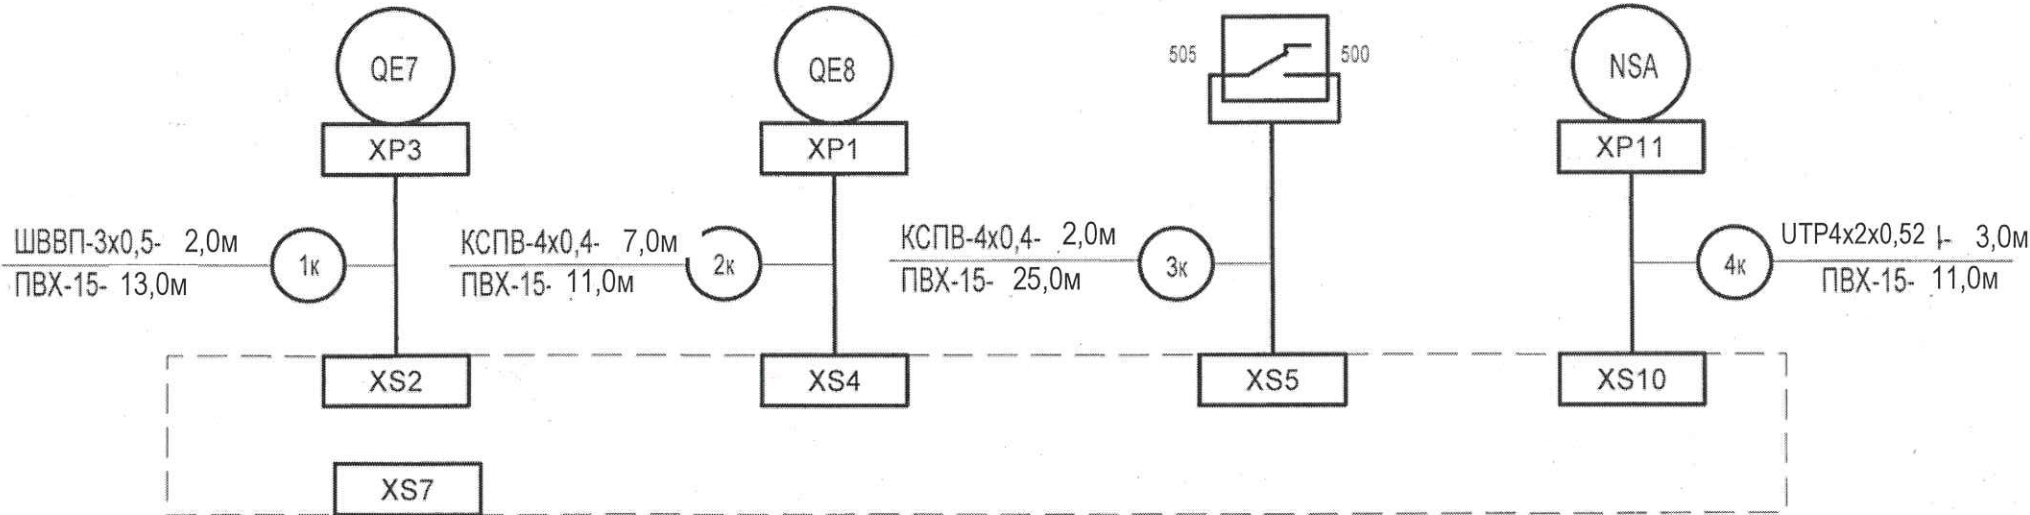 QE7
QE8
505
500
NSA
XP3
XP1
XP11
ШВВП-3х0,5- 2,0м
1к
ПВХ-15- 13,0м
КСПВ-4х0,4- 7,0м
2к
ПВХ-15- 11,0м
КСПВ-4х0,4- 2,0м
3к
ПВХ-15- 25,0м
4к
UTP4х2х0,52 - 3,0м
ПВХ-15- 11,0м
XS2
XS4
XS5
XS10
XS7